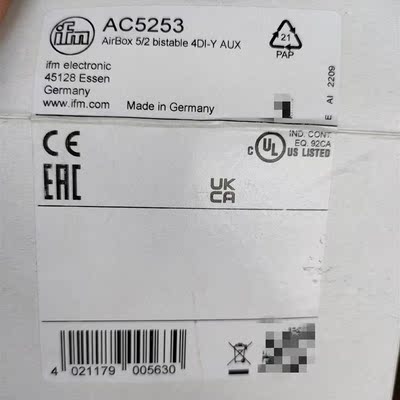 ifm
AC5253
AirBox 5/2 bistable 4DI-Y AUX
ifm electronic
45128 Essen
Germany
www.ifm.com Made in Germany
21
PAP
E AI 2209
CE
EAC
UK
CA
c UL US LISTED
IND. CONT.
EQ. 92CA
4 021179 005630